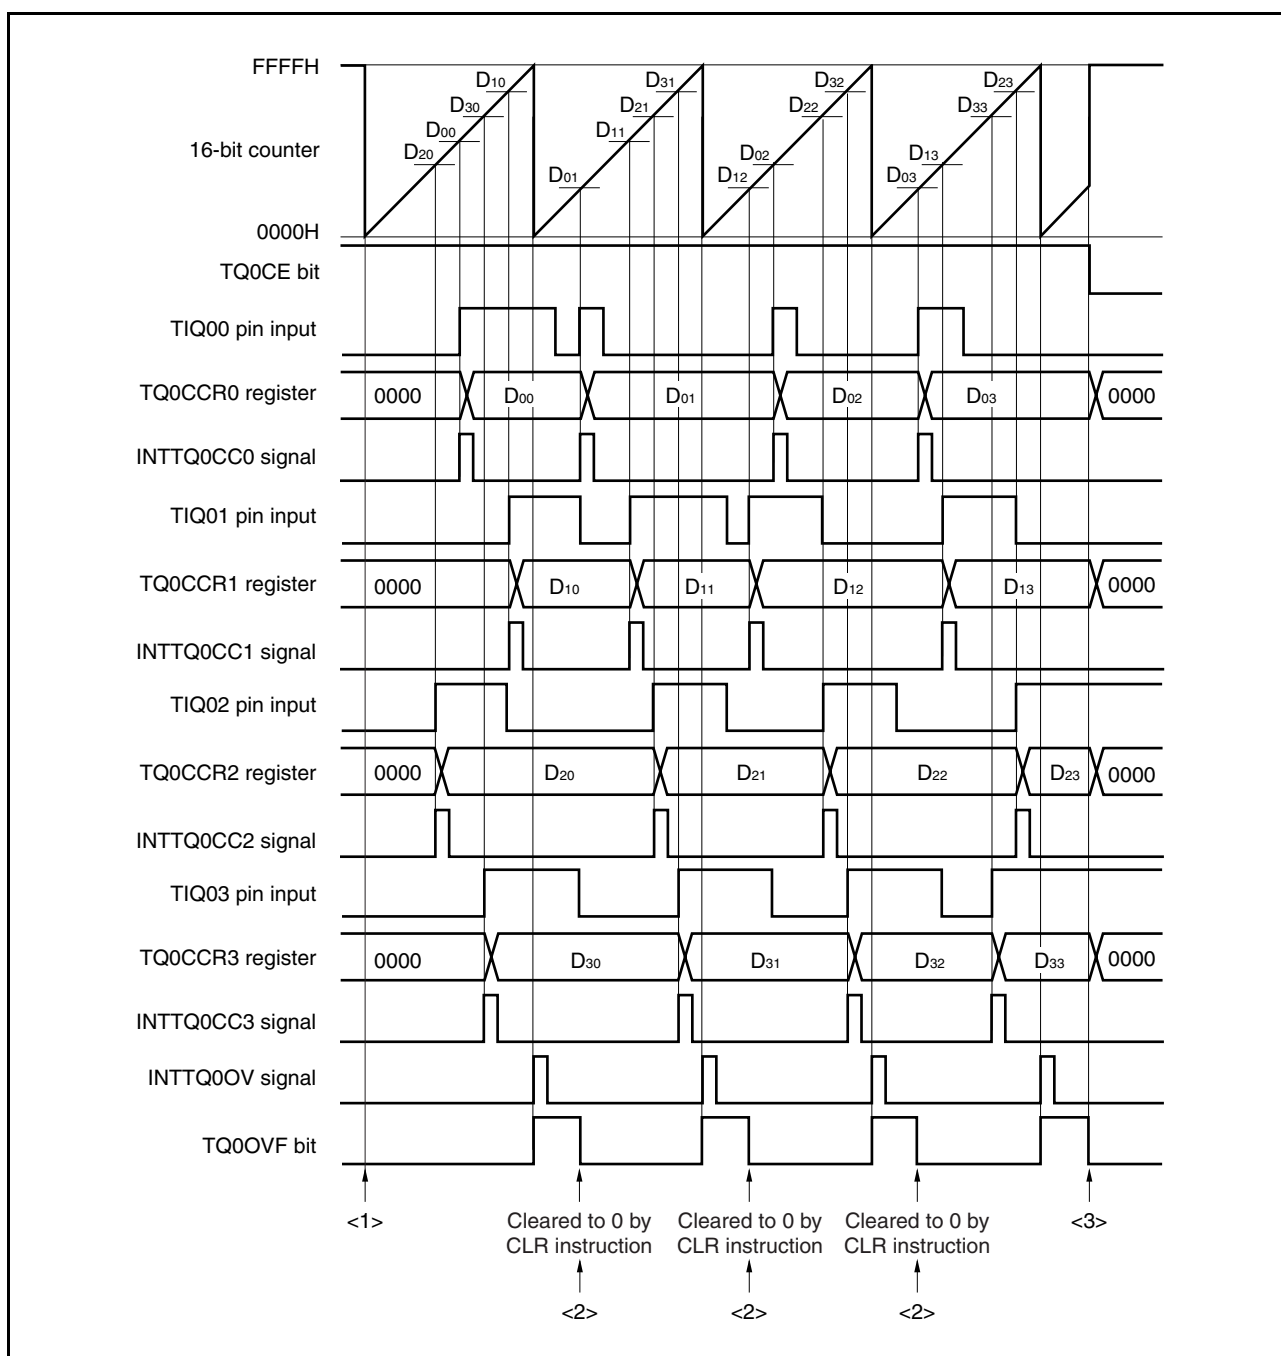 FFFFH
D10
D31
D32
D23
D30
D21
D22
D33
D00
D11
16-bit counter
D20
D02
D13
D01
D12
D03
0000H
TQ0CE bit
TIQ00 pin input
TQ0CCR0 register
0000
D00
D01
D02
D03
0000
INTTQ0CC0 signal
TIQ01 pin input
TQ0CCR1 register
0000
D10
D11
D12
D13
0000
INTTQ0CC1 signal
TIQ02 pin input
TQ0CCR2 register
0000
D20
D21
D22
D23
0000
INTTQ0CC2 signal
TIQ03 pin input
TQ0CCR3 register
0000
D30
D31
D32
D33
0000
INTTQ0CC3 signal
INTTQ0OV signal
TQ0OVF bit
<1>
Cleared to 0 by
CLR instruction
Cleared to 0 by
CLR instruction
Cleared to 0 by
CLR instruction
<3>
<2>
<2>
<2>